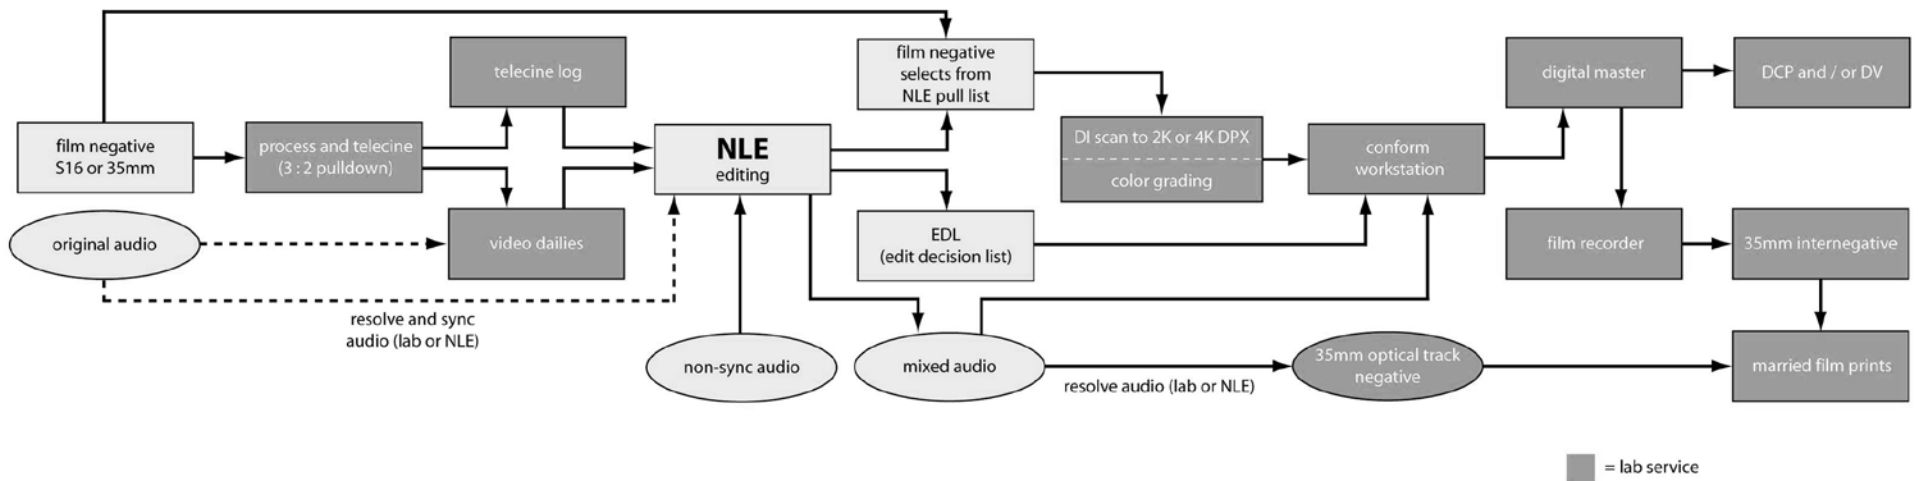 film negative
S16 or 35mm
original audio
process and telecine
(3 : 2 pulldown)
telecine log
video dailies
resolve and sync
audio (lab or NLE)
NLE
editing
non-sync audio
film negative
selects from
NLE pull list
EDL
(edit decision list)
mixed audio
resolve audio (lab or NLE)
DI scan to 2K or 4K DPX
color grading
conform
workstation
35mm optical track
negative
digital master
film recorder
DCP and / or DV
35mm internegative
married film prints
= lab service